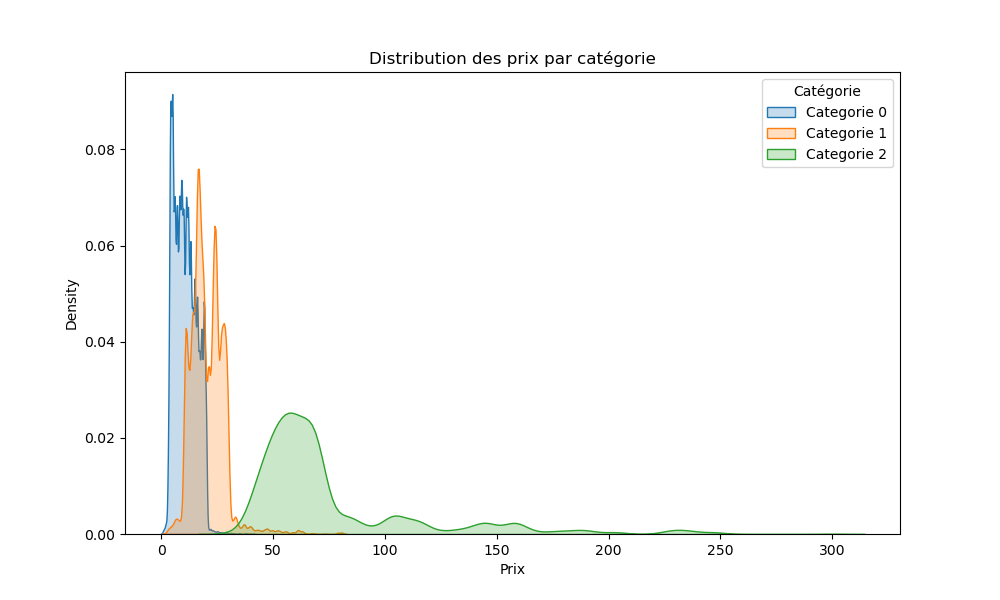 Distribution des prix par catégorie
Catégorie
Categorie 0
Categorie 1
Categorie 2
Density
0.08
0.06
0.04
0.02
0.00
0
50
100
150
200
250
300
Prix